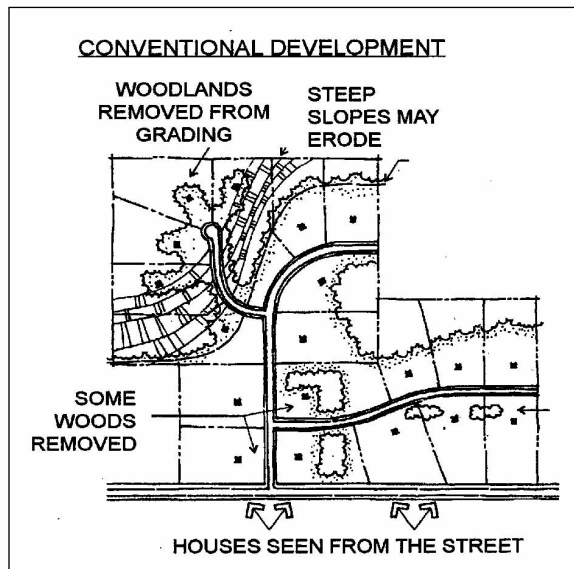 CONVENTIONAL DEVELOPMENT
WOODLANDS
REMOVED FROM
GRADING
STEEP
SLOPES MAY
ERODE
SOME
WOODS
REMOVED
HOUSES SEEN FROM THE STREET